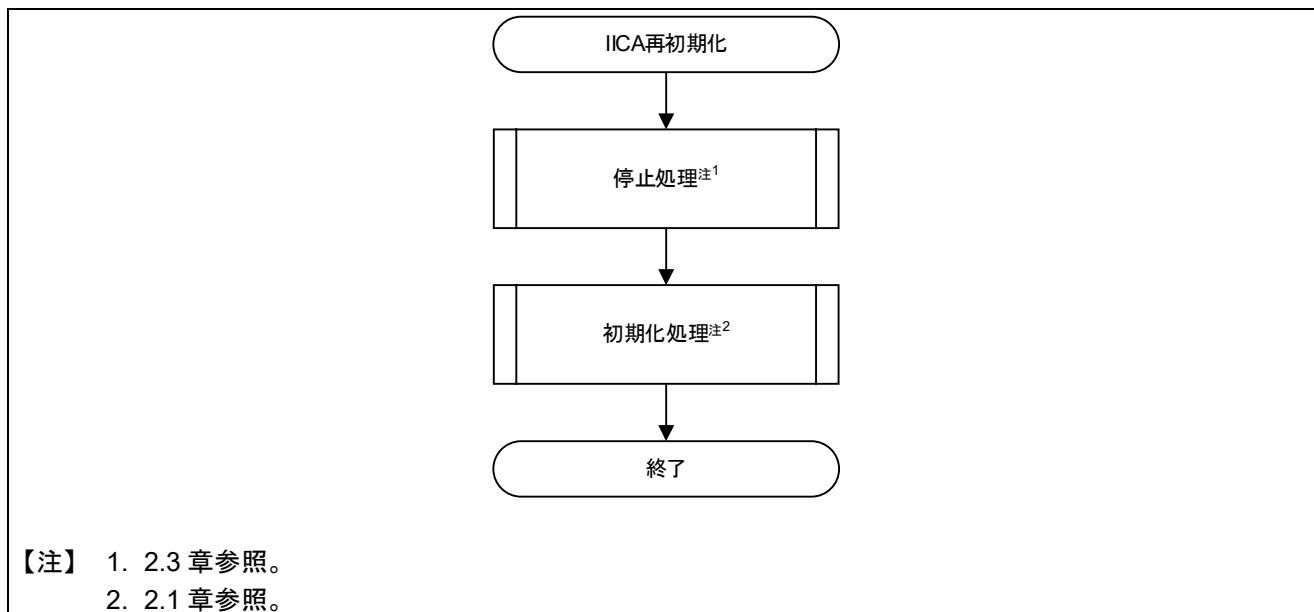 IICA再初期化
停止処理注1
初期化処理注2
終了
【注】 1. 2.3 章参照。
2. 2.1 章参照。